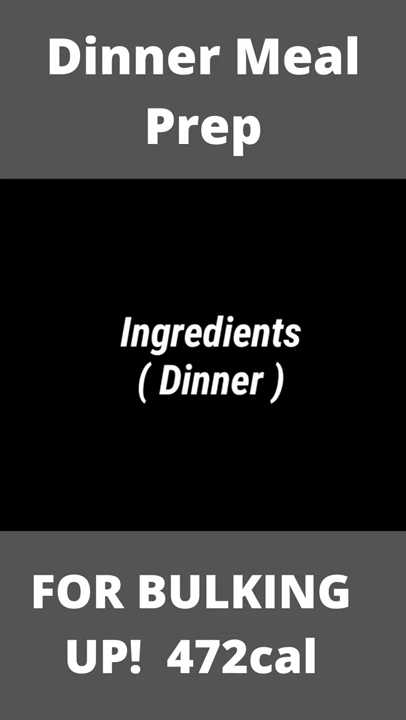 Dinner Meal
Prep
Ingredients
( Dinner )
FOR BULKING
UP! 472cal